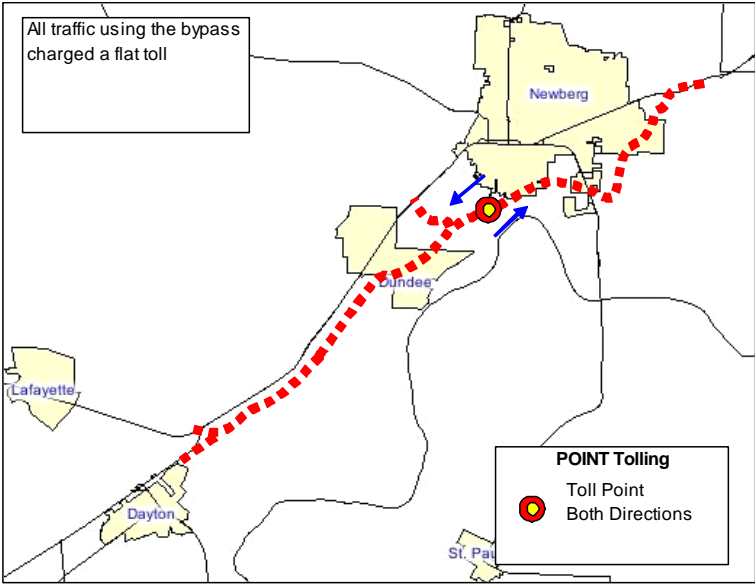 All traffic using the bypass
charged a flat toll
Newberg
Dundee
Lafayette
Dayton
St. Pau
POINT Tolling
Toll Point
Both Directions